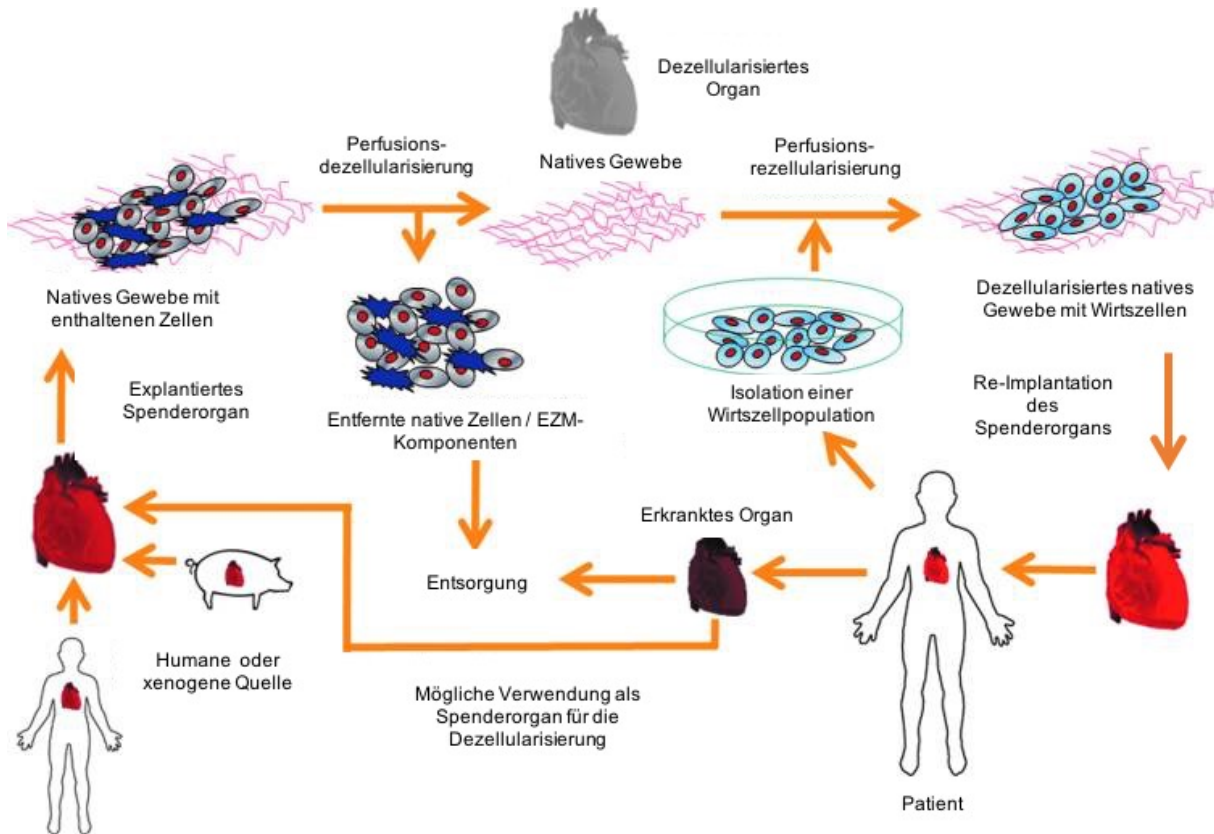 Dezellularisiertes
Organ
Perfusions-
dezellularisierung
Natives Gewebe
Perfusions-
rezellularisierung
Natives Gewebe mit
enthaltenen Zellen
Dezellularisiertes natives
Gewebe mit Wirtszellen
Explantiertes
Spenderorgan
Entfernte native Zellen / EZM-
Komponenten
Isolation einer
Wirtszellpopulation
Re-Implantation
des
Spenderorgans
Erkranktes Organ
Entsorgung
Humane oder
xenogene Quelle
Mögliche Verwendung als
Spenderorgan für die
Dezellularisierung
Patient